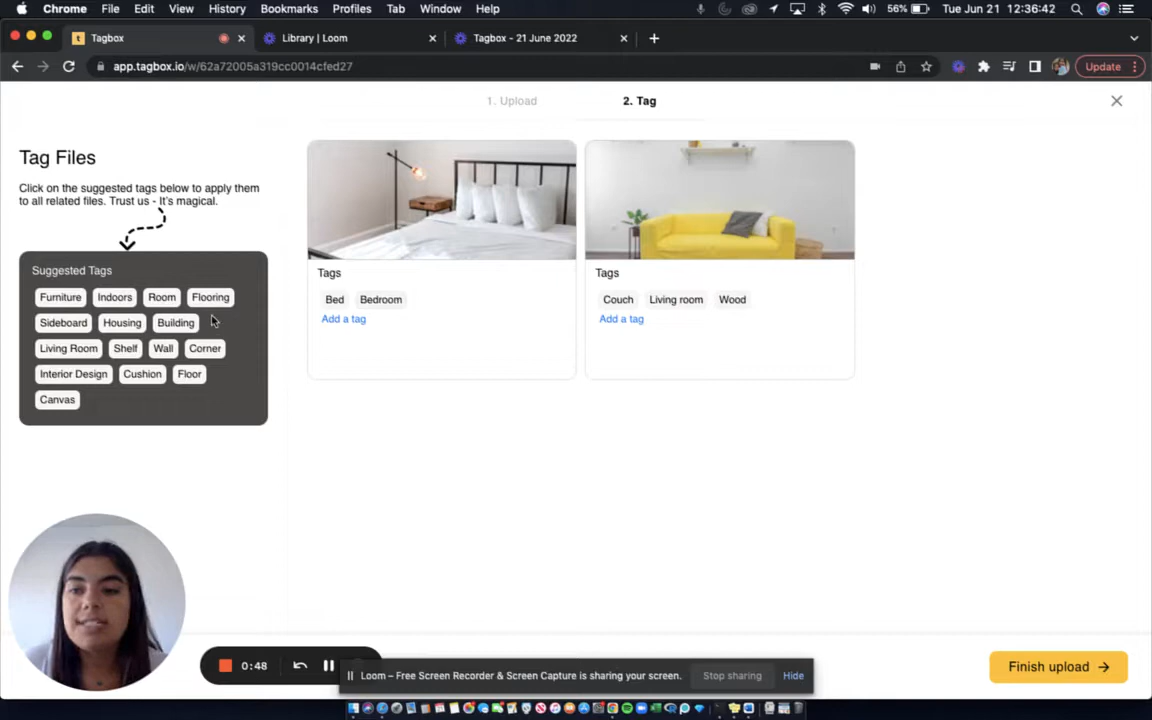 Chrome File Edit View History Bookmarks Profiles Tab Window Help 56% Tue Jun 21 12:36:42
t Tagbox Library | Loom Tagbox - 21 June 2022
app.tagbox.io/w/62a72005a319cc0014cfed27 Update
1. Upload 2. Tag
Tag Files
Click on the suggested tags below to apply them
to all related files. Trust us - It's magical.
Suggested Tags
Furniture Indoors Room Flooring
Sideboard Housing Building
Living Room Shelf Wall Corner
Interior Design Cushion Floor
Canvas
Tags
Bed Bedroom
Add a tag
Tags
Couch Living room Wood
Add a tag
0:48
Loom – Free Screen Recorder & Screen Capture is sharing your screen. Stop sharing Hide
Finish upload